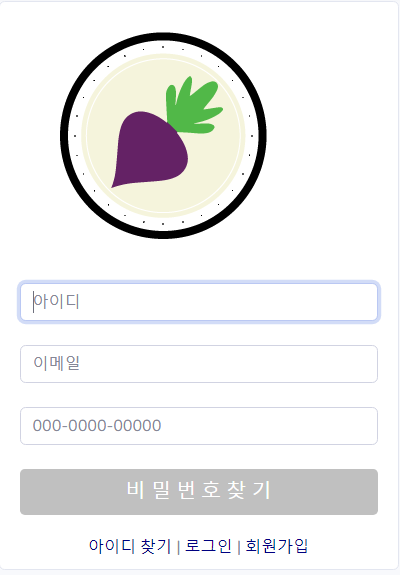 아이디
이메일
000-0000-00000
비밀번호찾기
아이디 찾기 | 로그인 | 회원가입